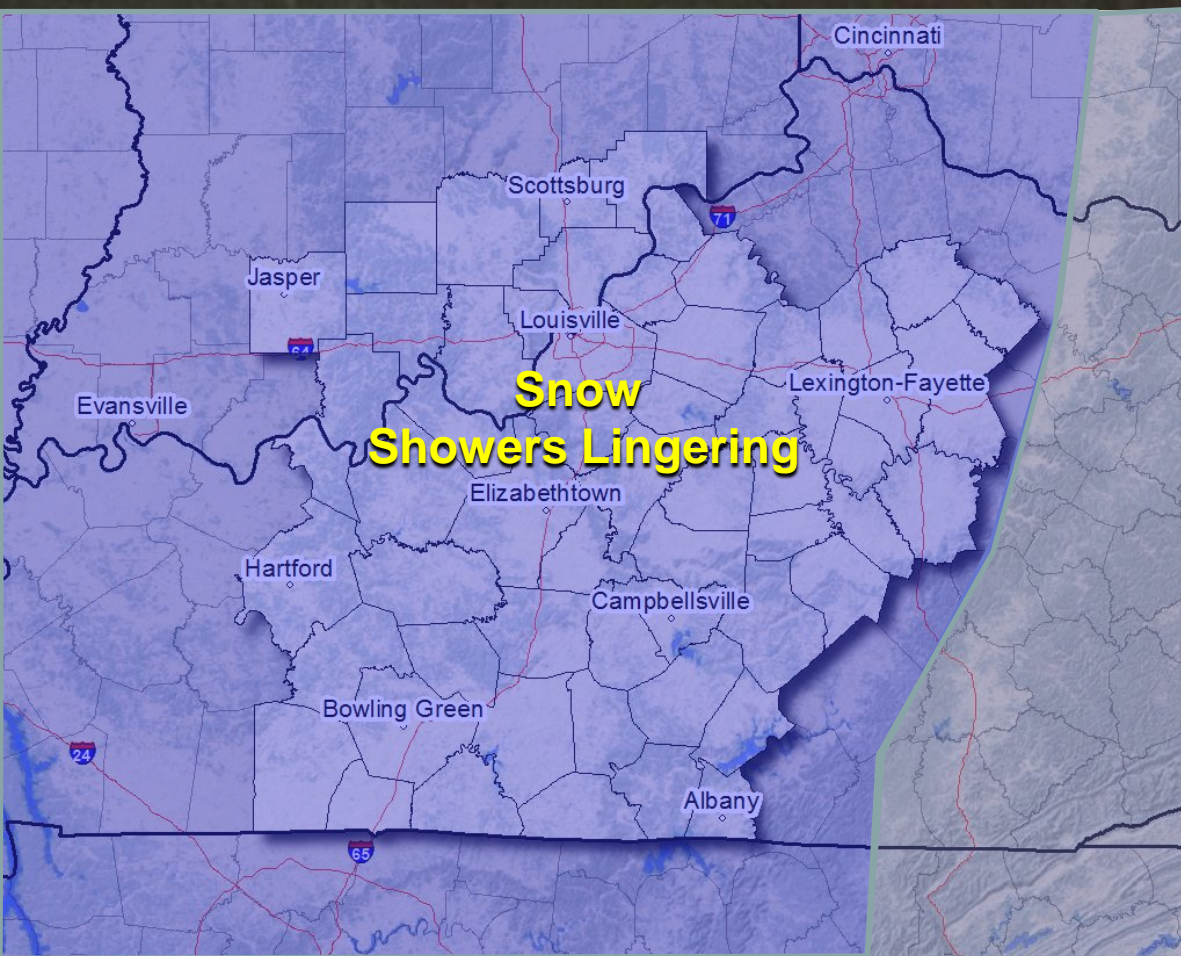 Cincinnati
Scottsburg
71
Jasper
Louisville
64
Snow
Lexington-Fayette
Evansville
Showers Lingering
Elizabethtown
Hartford
Campbellsville
Bowling Green
24
Albany
65